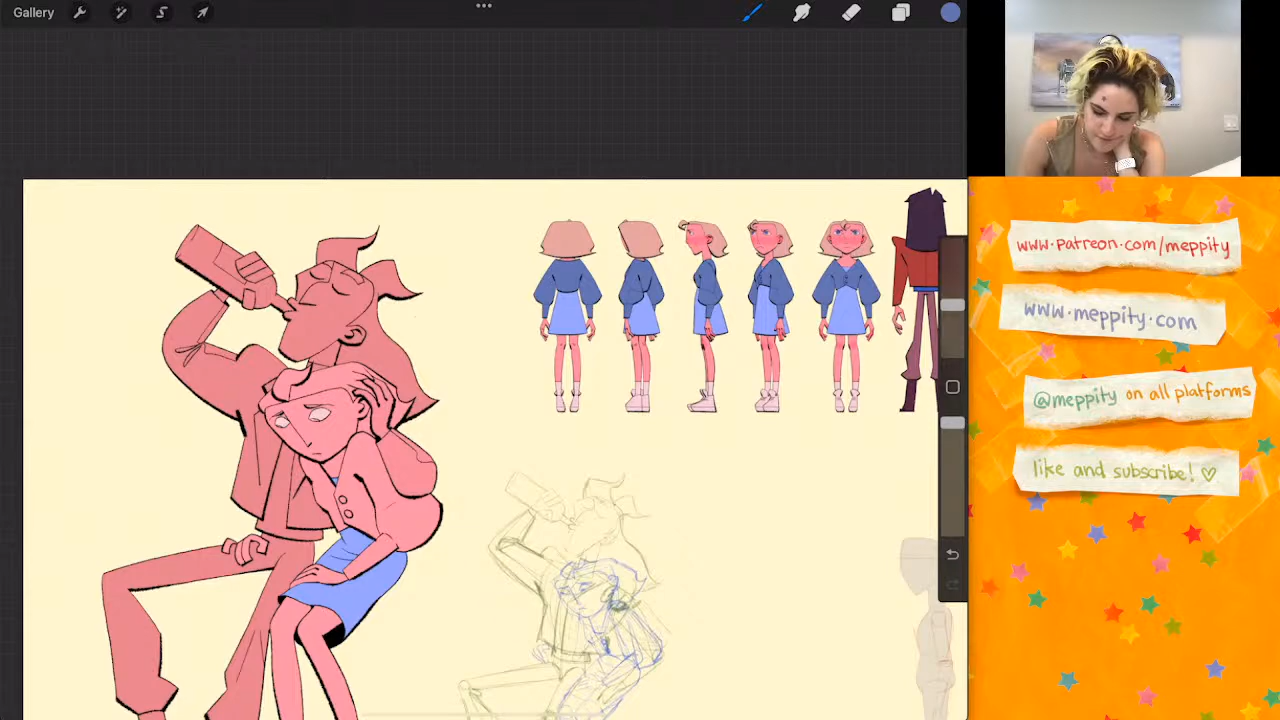 Gallery
www.patreon.com/meppity
www.meppity.com
@meppity on all platforms
like and subscribe! ♡